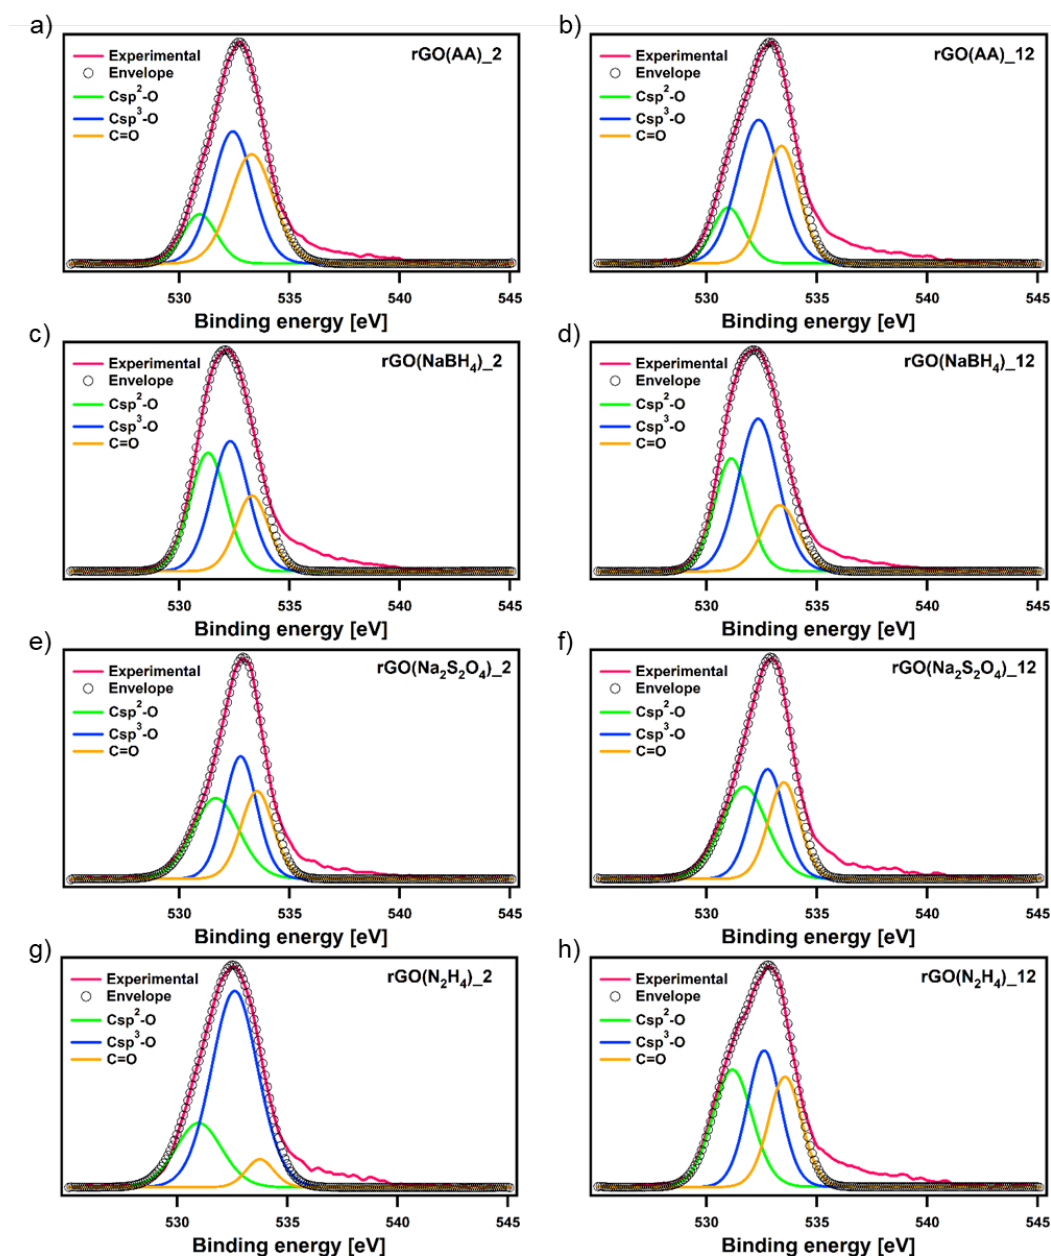 a)
Experimental
Envelope
Csp²-O
Csp³-O
C=O
rGO(AA)_2
530 535 540 545
Binding energy [eV]
b)
Experimental
Envelope
Csp²-O
Csp³-O
C=O
rGO(AA)_12
530 535 540 545
Binding energy [eV]
c)
Experimental
Envelope
Csp²-O
Csp³-O
C=O
rGO(NaBH₄)_2
530 535 540 545
Binding energy [eV]
d)
Experimental
Envelope
Csp²-O
Csp³-O
C=O
rGO(NaBH₄)_12
530 535 540 545
Binding energy [eV]
e)
Experimental
Envelope
Csp²-O
Csp³-O
C=O
rGO(Na₂S₂O₄)_2
530 535 540 545
Binding energy [eV]
f)
Experimental
Envelope
Csp²-O
Csp³-O
C=O
rGO(Na₂S₂O₄)_12
530 535 540 545
Binding energy [eV]
g)
Experimental
Envelope
Csp²-O
Csp³-O
C=O
rGO(N₂H₄)_2
530 535 540 545
Binding energy [eV]
h)
Experimental
Envelope
Csp²-O
Csp³-O
C=O
rGO(N₂H₄)_12
530 535 540 545
Binding energy [eV]